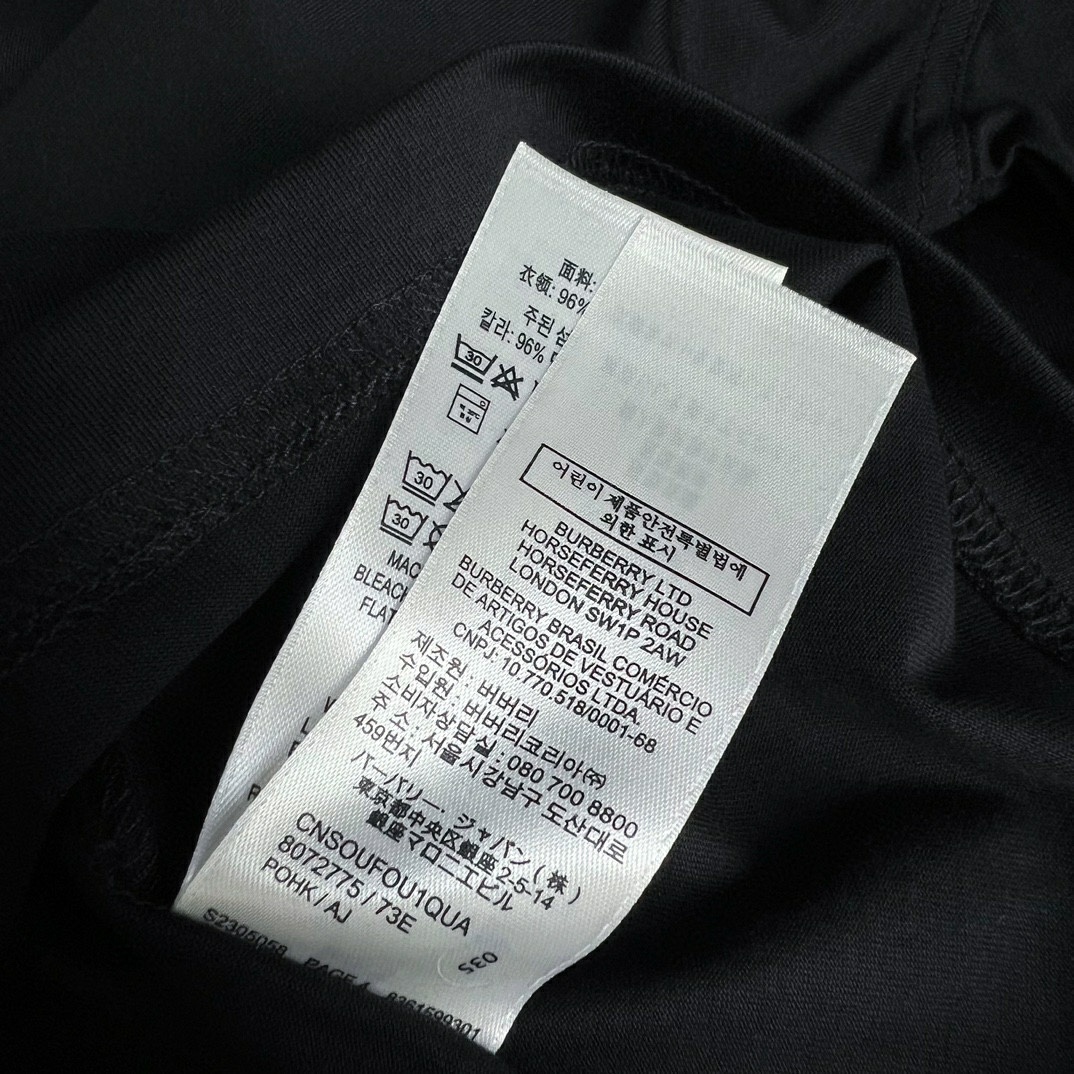 面料:
衣领: 96%
주된 섬
칼라: 96%
30
30
30
MAC
BLEACH
FLAT
어린이제품안전특별법에
의한 표시
BURBERRY LTD
HORSEFERRY HOUSE
HORSEFERRY ROAD
LONDON SW1P 2AW
BURBERRY BRASIL COMÉRCIO
DE ARTIGOS DE VESTUÁRIO E
ACESSÓRIOS LTDA.
CNPJ: 10.770.518/0001-68
제조원 : 버버리
수입원 : 버버리코리아㈜
소비자상담실 : 080 700 8800
주소 : 서울시강남구 도산대로
459번지
バーバリー・ジャパン(株)
東京都中央区銀座2-5-14
銀座マロニエビル
CNSOUFOU1QUA
8072775 / 73E
POHK / AJ
035
S2305058 PAGE 1 8361599301